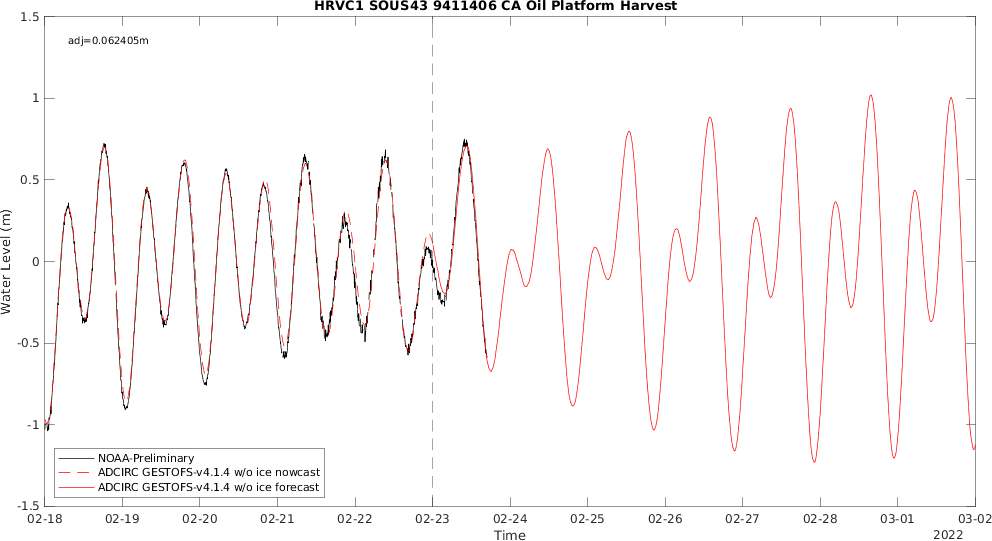 HRVC1 SOUS43 9411406 CA Oil Platform Harvest
adj=0.062405m
1.5
1
0.5
0
-0.5
-1
-1.5
Water Level (m)
NOAA-Preliminary
ADCIRC GESTOFS-v4.1.4 w/o ice nowcast
ADCIRC GESTOFS-v4.1.4 w/o ice forecast
02-18 02-19 02-20 02-21 02-22 02-23 02-24 02-25 02-26 02-27 02-28 03-01 03-02
Time
2022